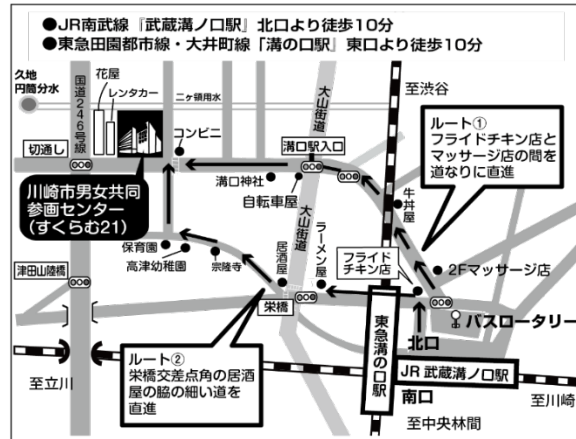 ●JR南武線『武蔵溝ノ口駅』北口より徒歩10分
●東急田園都市線・大井町線「溝の口駅」東口より徒歩10分
久地
円筒分水
国道246号線
花屋
レンタカー
二ヶ領用水
大山街道
至渋谷
コンビニ
切通し
溝口駅入口
ルート①
フライドチキン店と
マッサージ店の間を
道なりに直進
川崎市男女共同
参画センター
(すくらむ21)
溝口神社
自転車屋
牛丼屋
大山街道
保育園
高津幼稚園
宗隆寺
居酒屋
ラーメン屋
フライド
チキン店
2Fマッサージ店
津田山陸橋
栄橋
バスロータリー
北口
東急溝の口駅
ルート②
栄橋交差点角の居酒
屋の脇の細い道を
直進
JR 武蔵溝ノ口駅
南口
至立川
至川崎
至中央林間